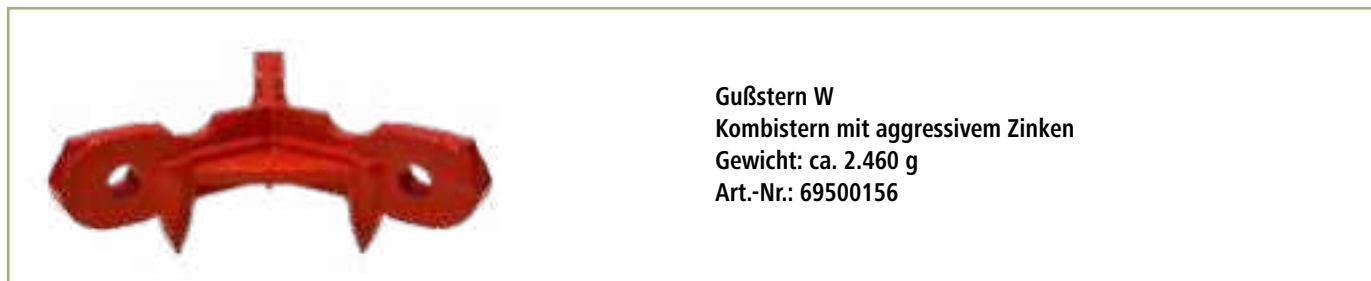 Gußstern W
Kombistern mit aggressivem Zinken
Gewicht: ca. 2.460 g
Art.-Nr.: 69500156